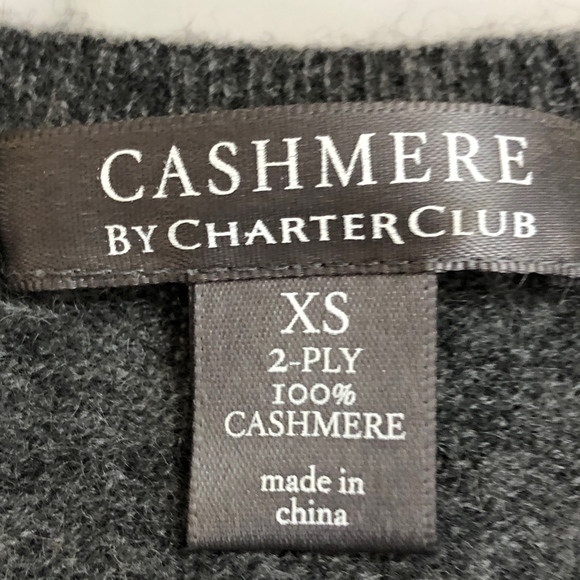 CASHMERE
BY CHARTER CLUB
XS
2-PLY
100%
CASHMERE
made in
china